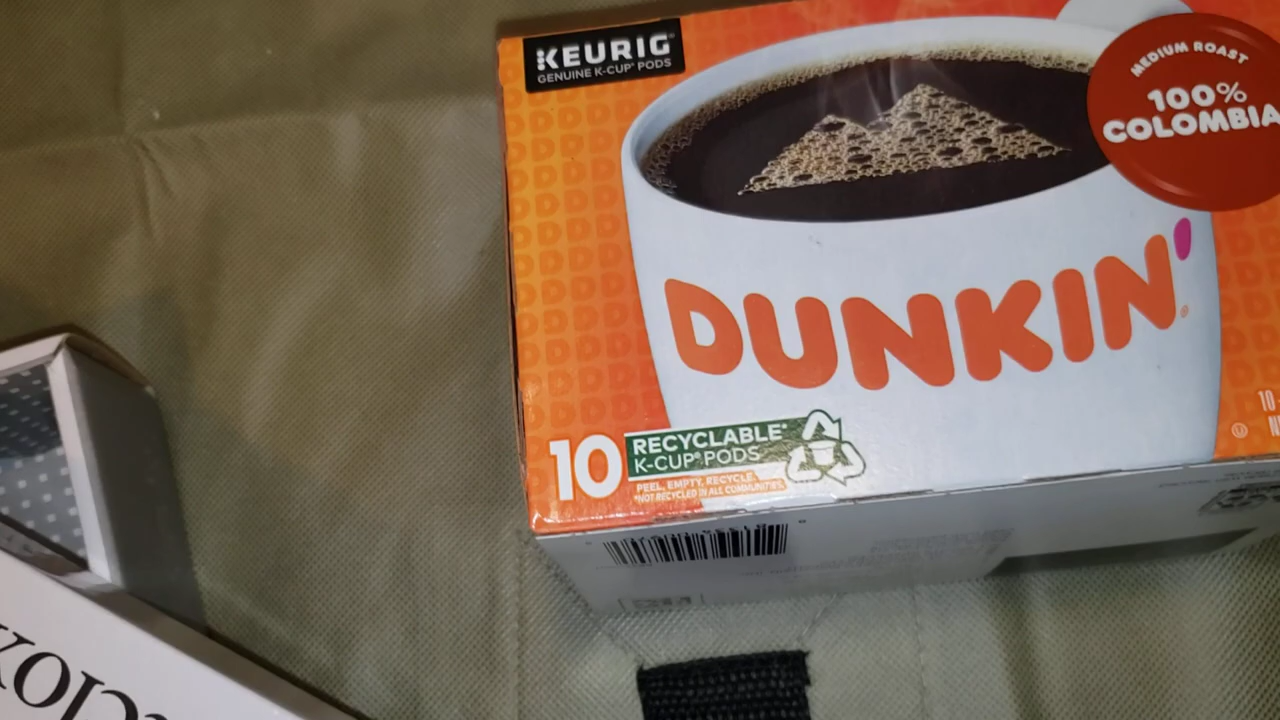 KEURIG
GENUINE K-CUP® PODS
MEDIUM ROAST
100%
COLOMBIA
DUNKIN'
10
RECYCLABLE*
K-CUP® PODS
PEEL. EMPTY. RECYCLE.
*NOT RECYCLED IN ALL COMMUNITIES.
10